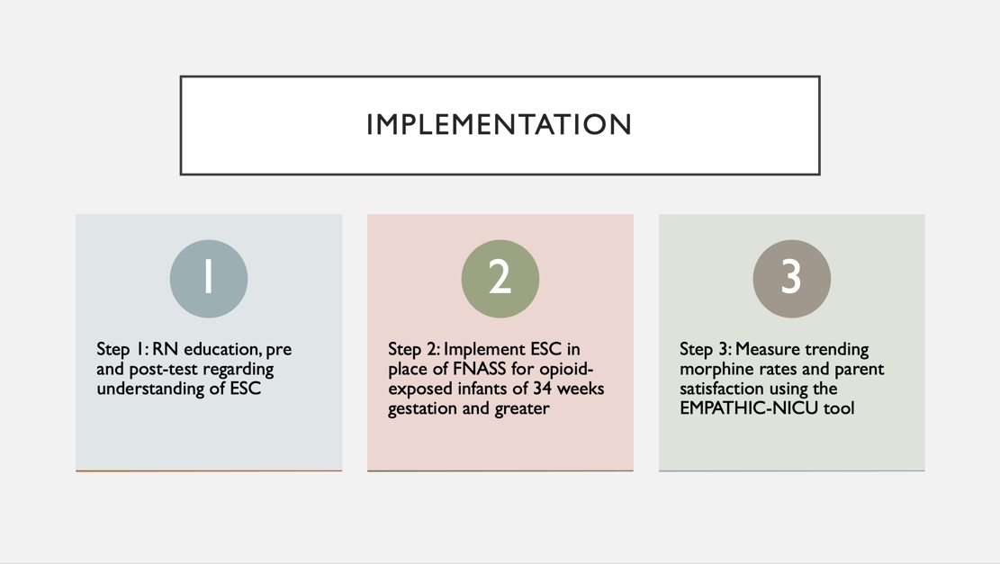 IMPLEMENTATION
1
Step 1: RN education, pre
and post-test regarding
understanding of ESC
2
Step 2: Implement ESC in
place of FNASS for opioid-
exposed infants of 34 weeks
gestation and greater
3
Step 3: Measure trending
morphine rates and parent
satisfaction using the
EMPATHIC-NICU tool